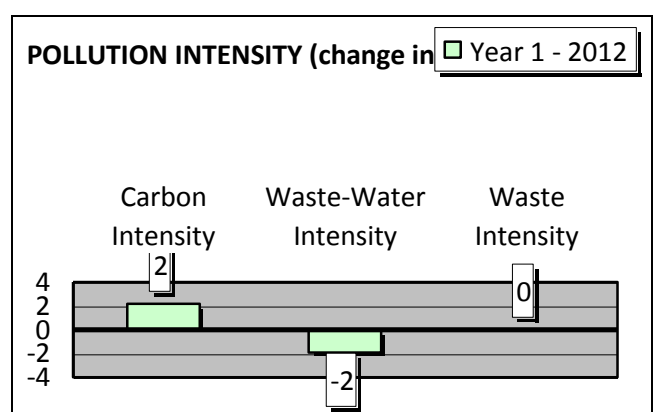 POLLUTION INTENSITY (change in
Year 1 - 2012
Carbon Intensity
Waste-Water Intensity
Waste Intensity
2
0
-2
4
2
0
-2
-4